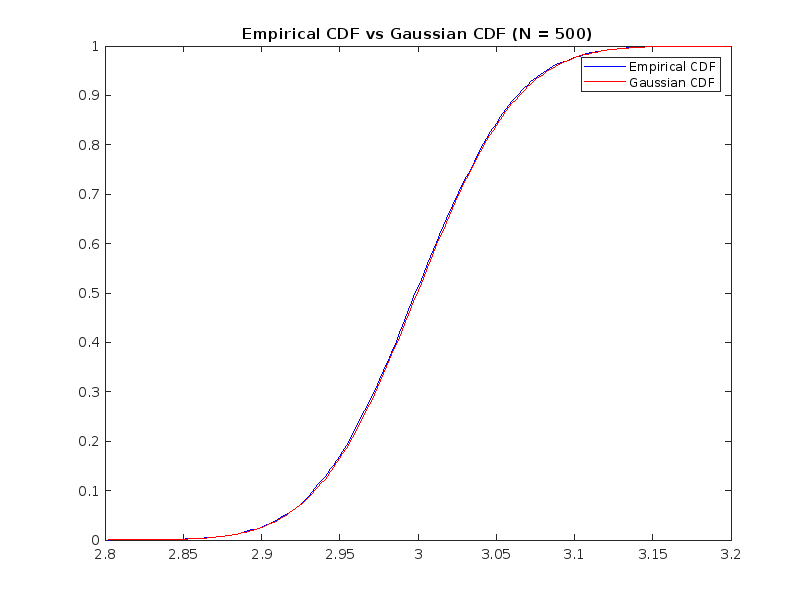 Empirical CDF vs Gaussian CDF (N = 500)
1
0.9
0.8
0.7
0.6
0.5
0.4
0.3
0.2
0.1
0
Empirical CDF
Gaussian CDF
2.8 2.85 2.9 2.95 3 3.05 3.1 3.15 3.2